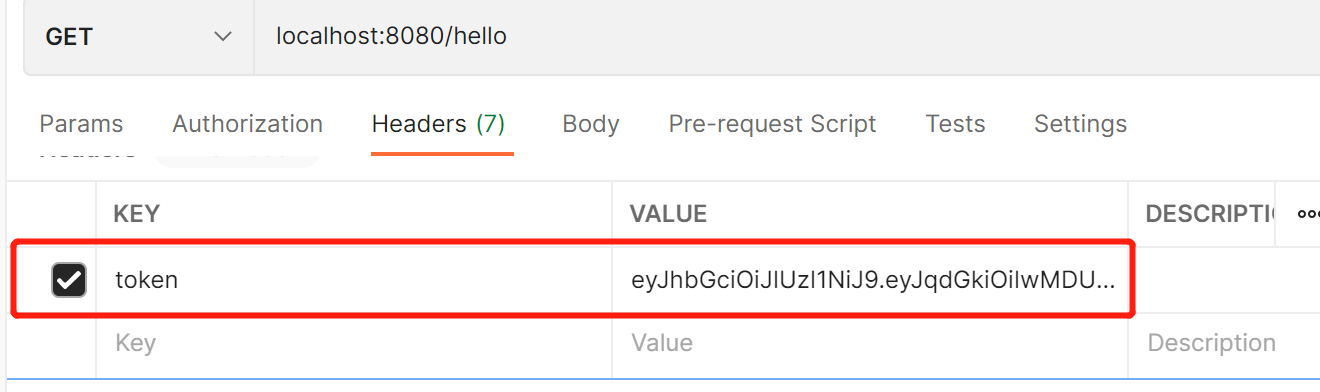 GET localhost:8080/hello
Params Authorization Headers (7) Body Pre-request Script Tests Settings
KEY VALUE DESCRIPTI
token eyJhbGciOiJIUzI1NiJ9.eyJqdGkiOiIwMDU...
Key Value Description